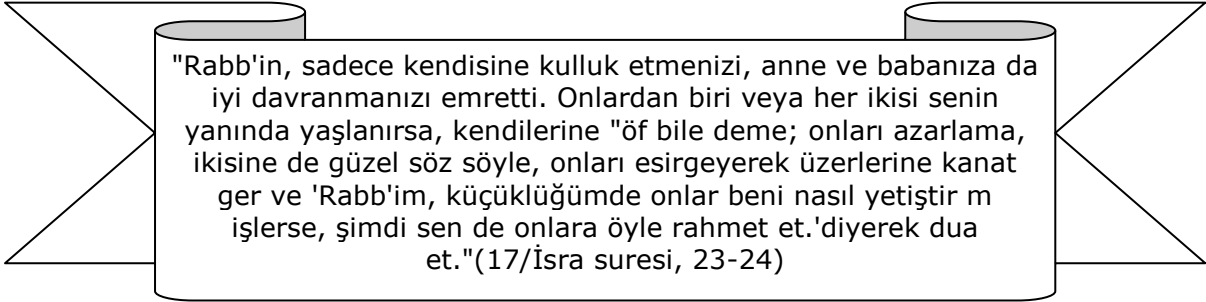 "Rabb'in, sadece kendisine kulluk etmenizi, anne ve babanıza da
iyi davranmanızı emretti. Onlardan biri veya her ikisi senin
yanında yaşlanırsa, kendilerine "öf bile deme; onları azarlama,
ikisine de güzel söz söyle, onları esirgeyerek üzerlerine kanat
ger ve 'Rabb'im, küçüklüğümde onlar beni nasıl yetiştir m
işlerse, şimdi sen de onlara öyle rahmet et.'diyerek dua
et."(17/İsra suresi, 23-24)